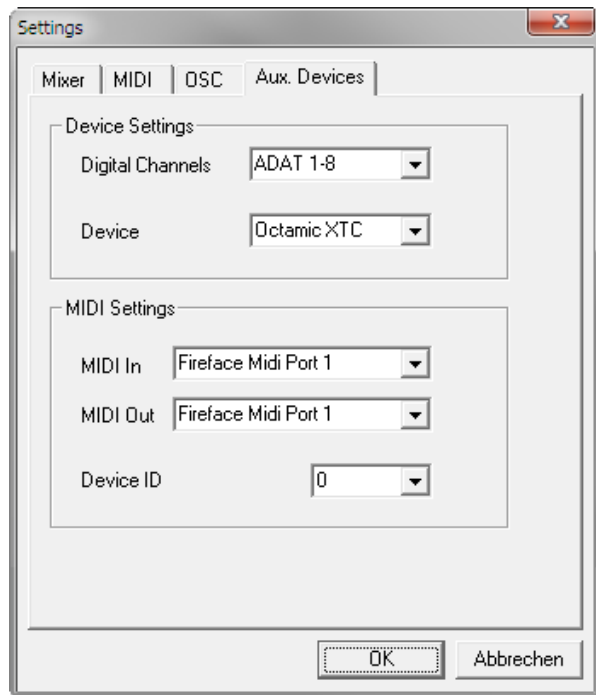 Settings
Mixer MIDI OSC Aux. Devices
Device Settings
Digital Channels ADAT 1-8
Device Octamic XTC
MIDI Settings
MIDI In Fireface Midi Port 1
MIDI Out Fireface Midi Port 1
Device ID 0
OK Abbrechen